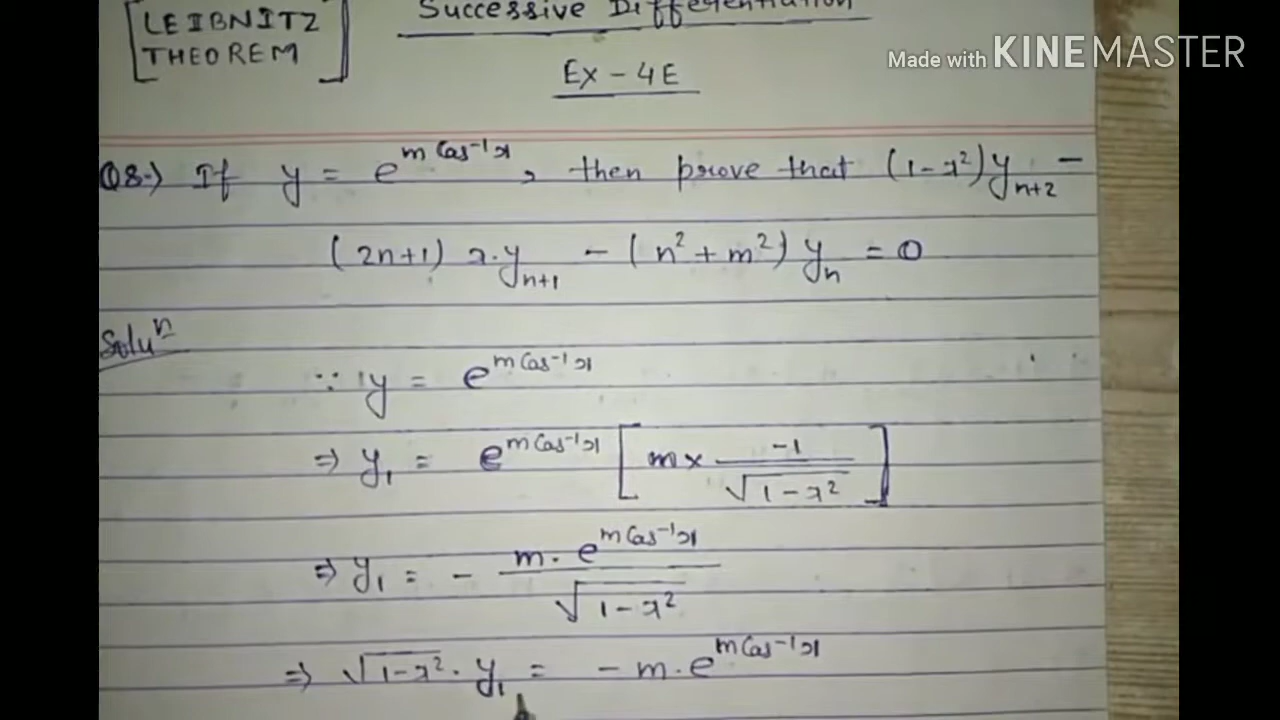 [LEIBNITZ
THEOREM]
Successive Differentiation
Ex - 4E
Made with KINEMASTER
Q8.) If y = e^(m Cos⁻¹x), then prove that (1-x²)y_(n+2) -
(2n+1) x.y_(n+1) - (n² + m²) y_n = 0
Soluⁿ
∵ y = e^(m Cos⁻¹x)
⇒ y₁ = e^(m Cos⁻¹x) [m × -1/√(1-x²)]
⇒ y₁ = - m. e^(m Cos⁻¹x)/√(1-x²)
⇒ √(1-x²). y₁ = - m. e^(m Cos⁻¹x)